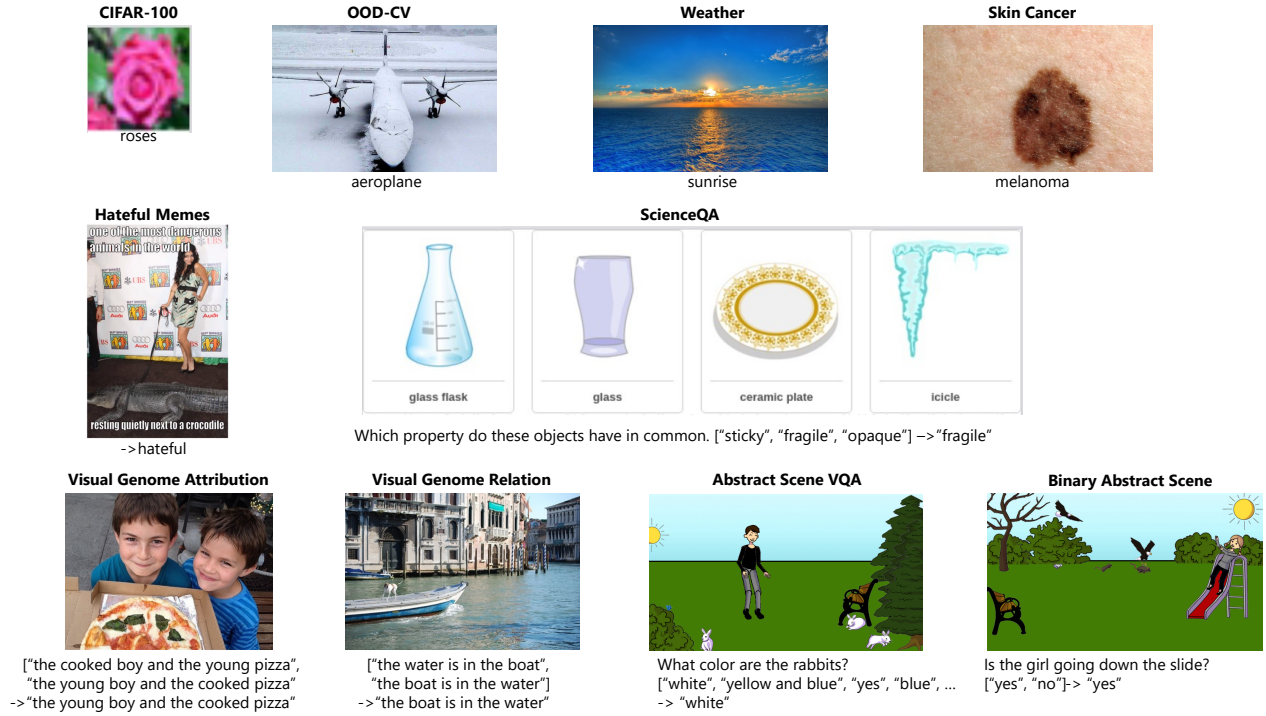 CIFAR-100
OOD-CV
Weather
Skin Cancer
roses
aeroplane
sunrise
melanoma
Hateful Memes
ScienceQA
one of the most dangerous
animals in the world
UBS
Audi
resting quietly next to a crocodile
->hateful
glass flask
glass
ceramic plate
icicle
Which property do these objects have in common. [“sticky”, “fragile”, “opaque”] –>“fragile”
Visual Genome Attribution
Visual Genome Relation
Abstract Scene VQA
Binary Abstract Scene
[“the cooked boy and the young pizza”,
“the young boy and the cooked pizza”
->“the young boy and the cooked pizza”
[“the water is in the boat”,
“the boat is in the water”]
->“the boat is in the water”
What color are the rabbits?
[“white”, “yellow and blue”, “yes”, “blue”, …
-> “white”
Is the girl going down the slide?
[“yes”, “no”]-> “yes”